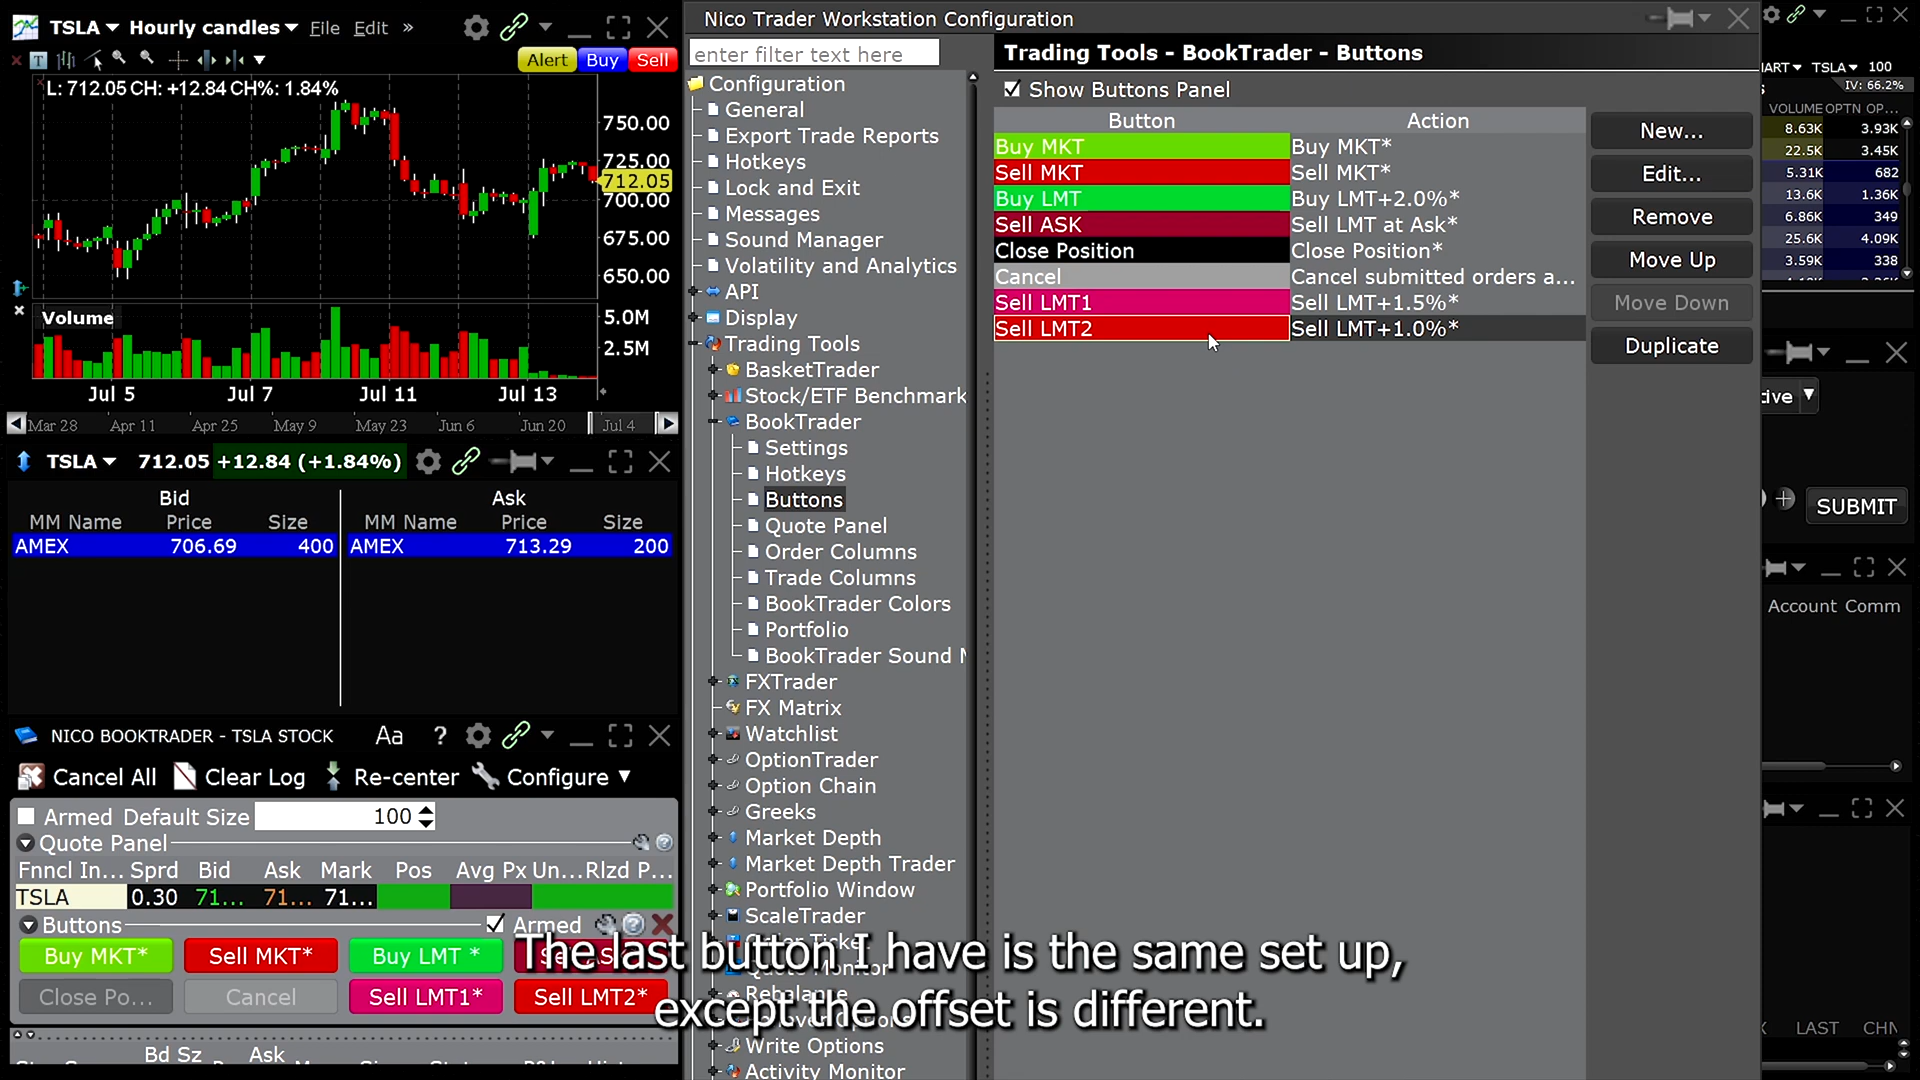 TSLA Hourly candles File Edit »
Alert Buy Sell
L: 712.05 CH: +12.84 CH%: 1.84%
750.00
725.00
712.05
700.00
675.00
650.00
Volume
5.0M
2.5M
Jul 5 Jul 7 Jul 11 Jul 13
Mar 28 Apr 11 Apr 25 May 9 May 23 Jun 6 Jun 20 Jul 4
TSLA 712.05 +12.84 (+1.84%)
Bid Ask
MM Name Price Size MM Name Price Size
AMEX 706.69 400 AMEX 713.29 200
NICO BOOKTRADER - TSLA STOCK Aa ?
Cancel All Clear Log Re-center Configure
Armed Default Size 100
Quote Panel
Fnncl In... Sprd Bid Ask Mark Pos Avg Px Un... Rlzd P...
TSLA 0.30 71... 71... 71...
Buttons Armed
Buy MKT* Sell MKT* Buy LMT *
Close Po... Cancel Sell LMT1* Sell LMT2*
Bd Sz Ask
Nico Trader Workstation Configuration
enter filter text here
Configuration
General
Export Trade Reports
Hotkeys
Lock and Exit
Messages
Sound Manager
Volatility and Analytics
API
Display
Trading Tools
BasketTrader
Stock/ETF Benchmark
BookTrader
Settings
Hotkeys
Buttons
Quote Panel
Order Columns
Trade Columns
BookTrader Colors
Portfolio
BookTrader Sound M
FXTrader
FX Matrix
Watchlist
OptionTrader
Option Chain
Greeks
Market Depth
Market Depth Trader
Portfolio Window
ScaleTrader
Write Options
Activity Monitor
Trading Tools - BookTrader - Buttons
Show Buttons Panel
Button Action
Buy MKT Buy MKT*
Sell MKT Sell MKT*
Buy LMT Buy LMT+2.0%*
Sell ASK Sell LMT at Ask*
Close Position Close Position*
Cancel Cancel submitted orders a...
Sell LMT1 Sell LMT+1.5%*
Sell LMT2 Sell LMT+1.0%*
New...
Edit...
Remove
Move Up
Move Down
Duplicate
TSLA 100
IV: 66.2%
VOLUME OPTN OP...
8.63K 3.93K
22.5K 3.45K
5.31K 682
13.6K 1.36K
6.86K 349
25.6K 4.09K
3.59K 338
SUBMIT
Account Comm
LAST
The last button I have is the same set up,
except the offset is different.